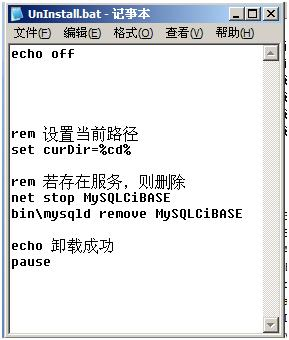 UnInstall.bat - 记事本
文件(F) 编辑(E) 格式(O) 查看(V) 帮助(H)
echo off
rem 设置当前路径
set curDir=%cd%
rem 若存在服务，则删除
net stop MySQLCiBASE
bin\mysqld remove MySQLCiBASE
echo 卸载成功
pause